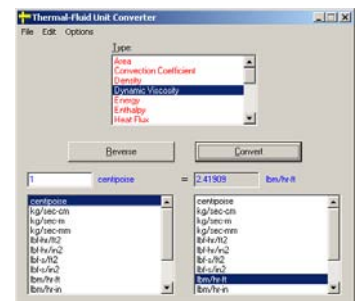 Thermal-Fluid Unit Converter
File Edit Options
Type:
Area
Convection Coefficient
Density
Dynamic Viscosity
Energy
Enthalpy
Heat Flux
Reverse
Convert
1 centipoise = 2.41909 lbm/hr-ft
centipoise
kg/sec-cm
kg/sec-m
kg/sec-mm
lbf-hr/ft2
lbf-hr/in2
lbf-s/ft2
lbf-s/in2
lbm/hr-ft
lbm/hr-in
centipoise
kg/sec-cm
kg/sec-m
kg/sec-mm
lbf-hr/ft2
lbf-hr/in2
lbf-s/ft2
lbf-s/in2
lbm/hr-ft
lbm/hr-in